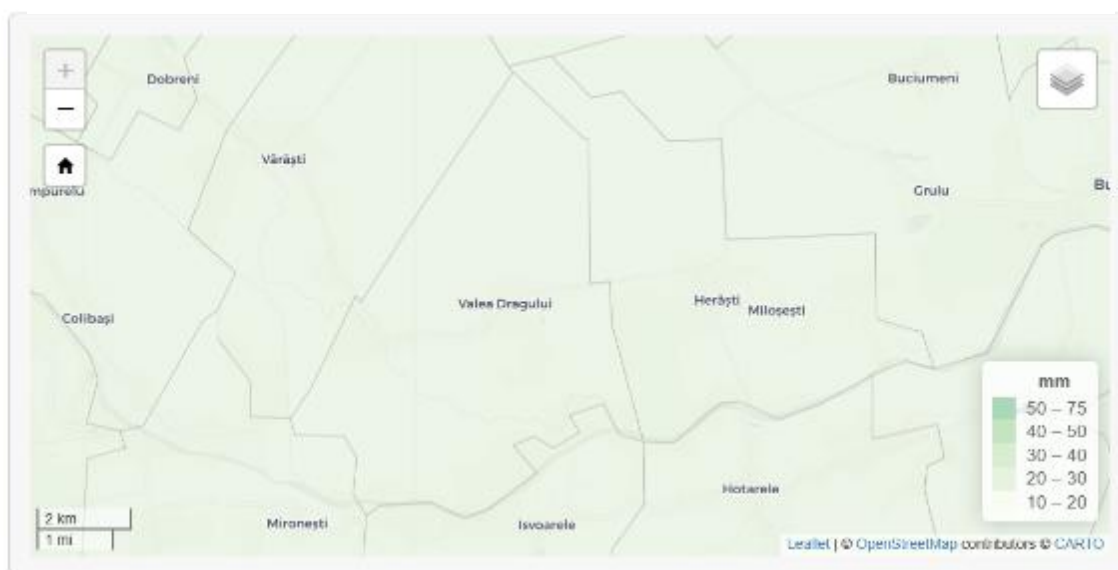 +
Dobreni
Buciumeni
−
Vărăști
mpurelu
Grulu
Bu
Colibași
Valea Dragului
Herăști
Miloșești
mm
50 – 75
40 – 50
30 – 40
20 – 30
10 – 20
Hotarele
2 km
1 mi
Mironești
Isvoarele
Leaflet | © OpenStreetMap contributors © CARTO